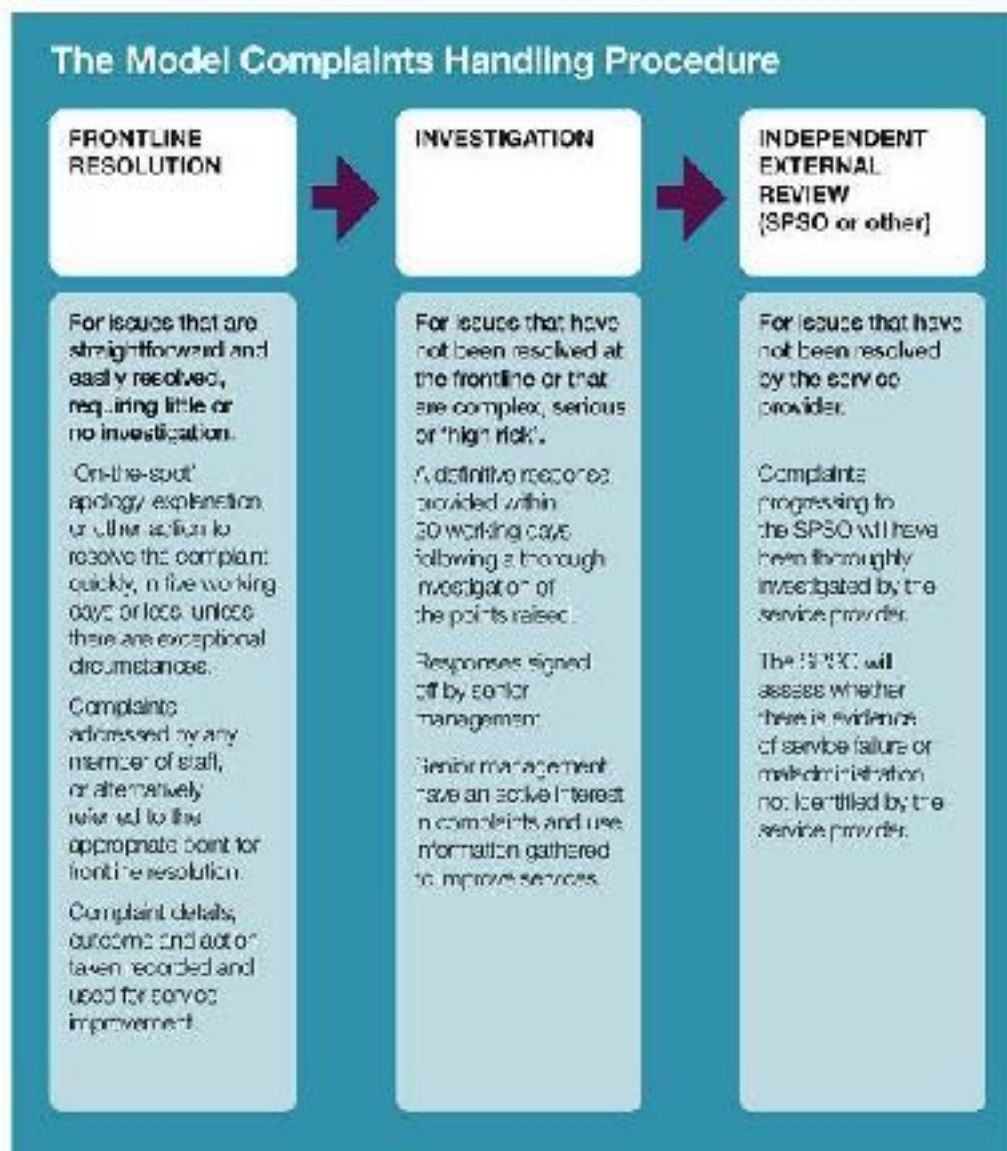 The Model Complaints Handling Procedure
FRONTLINE
RESOLUTION
For issues that are
straightforward and
easily resolved,
requiring little or
no investigation.
'On-the-spot'
apology, explanation,
or other action to
resolve the complaint
quickly, in five working
days or less, unless
there are exceptional
circumstances.
Complaints
addressed by any
member of staff,
or alternatively
referred to the
appropriate point for
frontline resolution.
Complaint details,
outcome and action
taken recorded and
used for service
improvement.
INVESTIGATION
For issues that have
not been resolved at
the frontline or that
are complex, serious
or 'high risk'.
A definitive response
provided within
20 working days
following a thorough
investigation of
the points raised.
Responses signed
off by senior
management.
Senior management
have an active interest
in complaints and use
information gathered
to improve services.
INDEPENDENT
EXTERNAL
REVIEW
(SPSO or other)
For issues that have
not been resolved
by the service
provider.
Complaints
progressing to
the SPSO will have
been thoroughly
investigated by the
service provider.
The SPSO will
assess whether
there is evidence
of service failure or
maladministration
not identified by the
service provider.